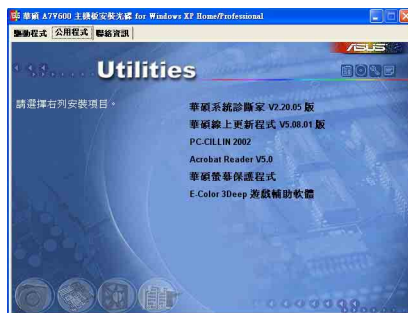 華碩 A7V600 主機板安裝光碟 for Windows XP Home/Professional
驅動程式 公用程式 聯絡資訊
ASUS
Utilities
請選擇右列安裝項目。
華碩系統診斷家 V2.20.05 版
華碩線上更新程式 V5.08.01 版
PC-CILLIN 2002
Acrobat Reader V5.0
華碩螢幕保護程式
E-Color 3Deep 遊戲輔助軟體